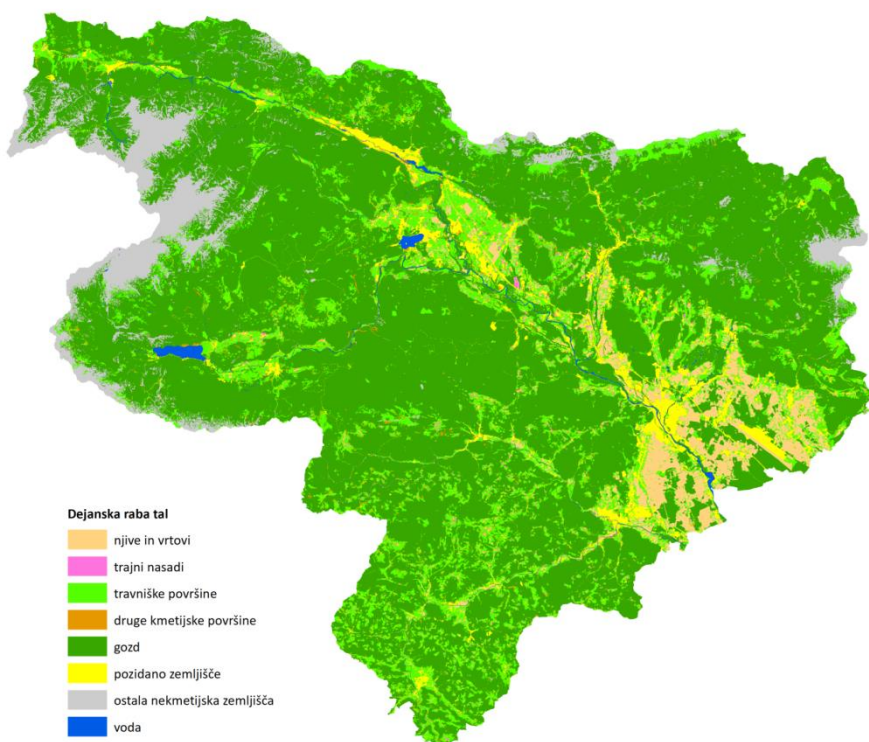 Dejanska raba tal
njive in vrtovi
trajni nasadi
travniške površine
druge kmetijske površine
gozd
pozidano zemljišče
ostala nekmetijska zemljišča
voda